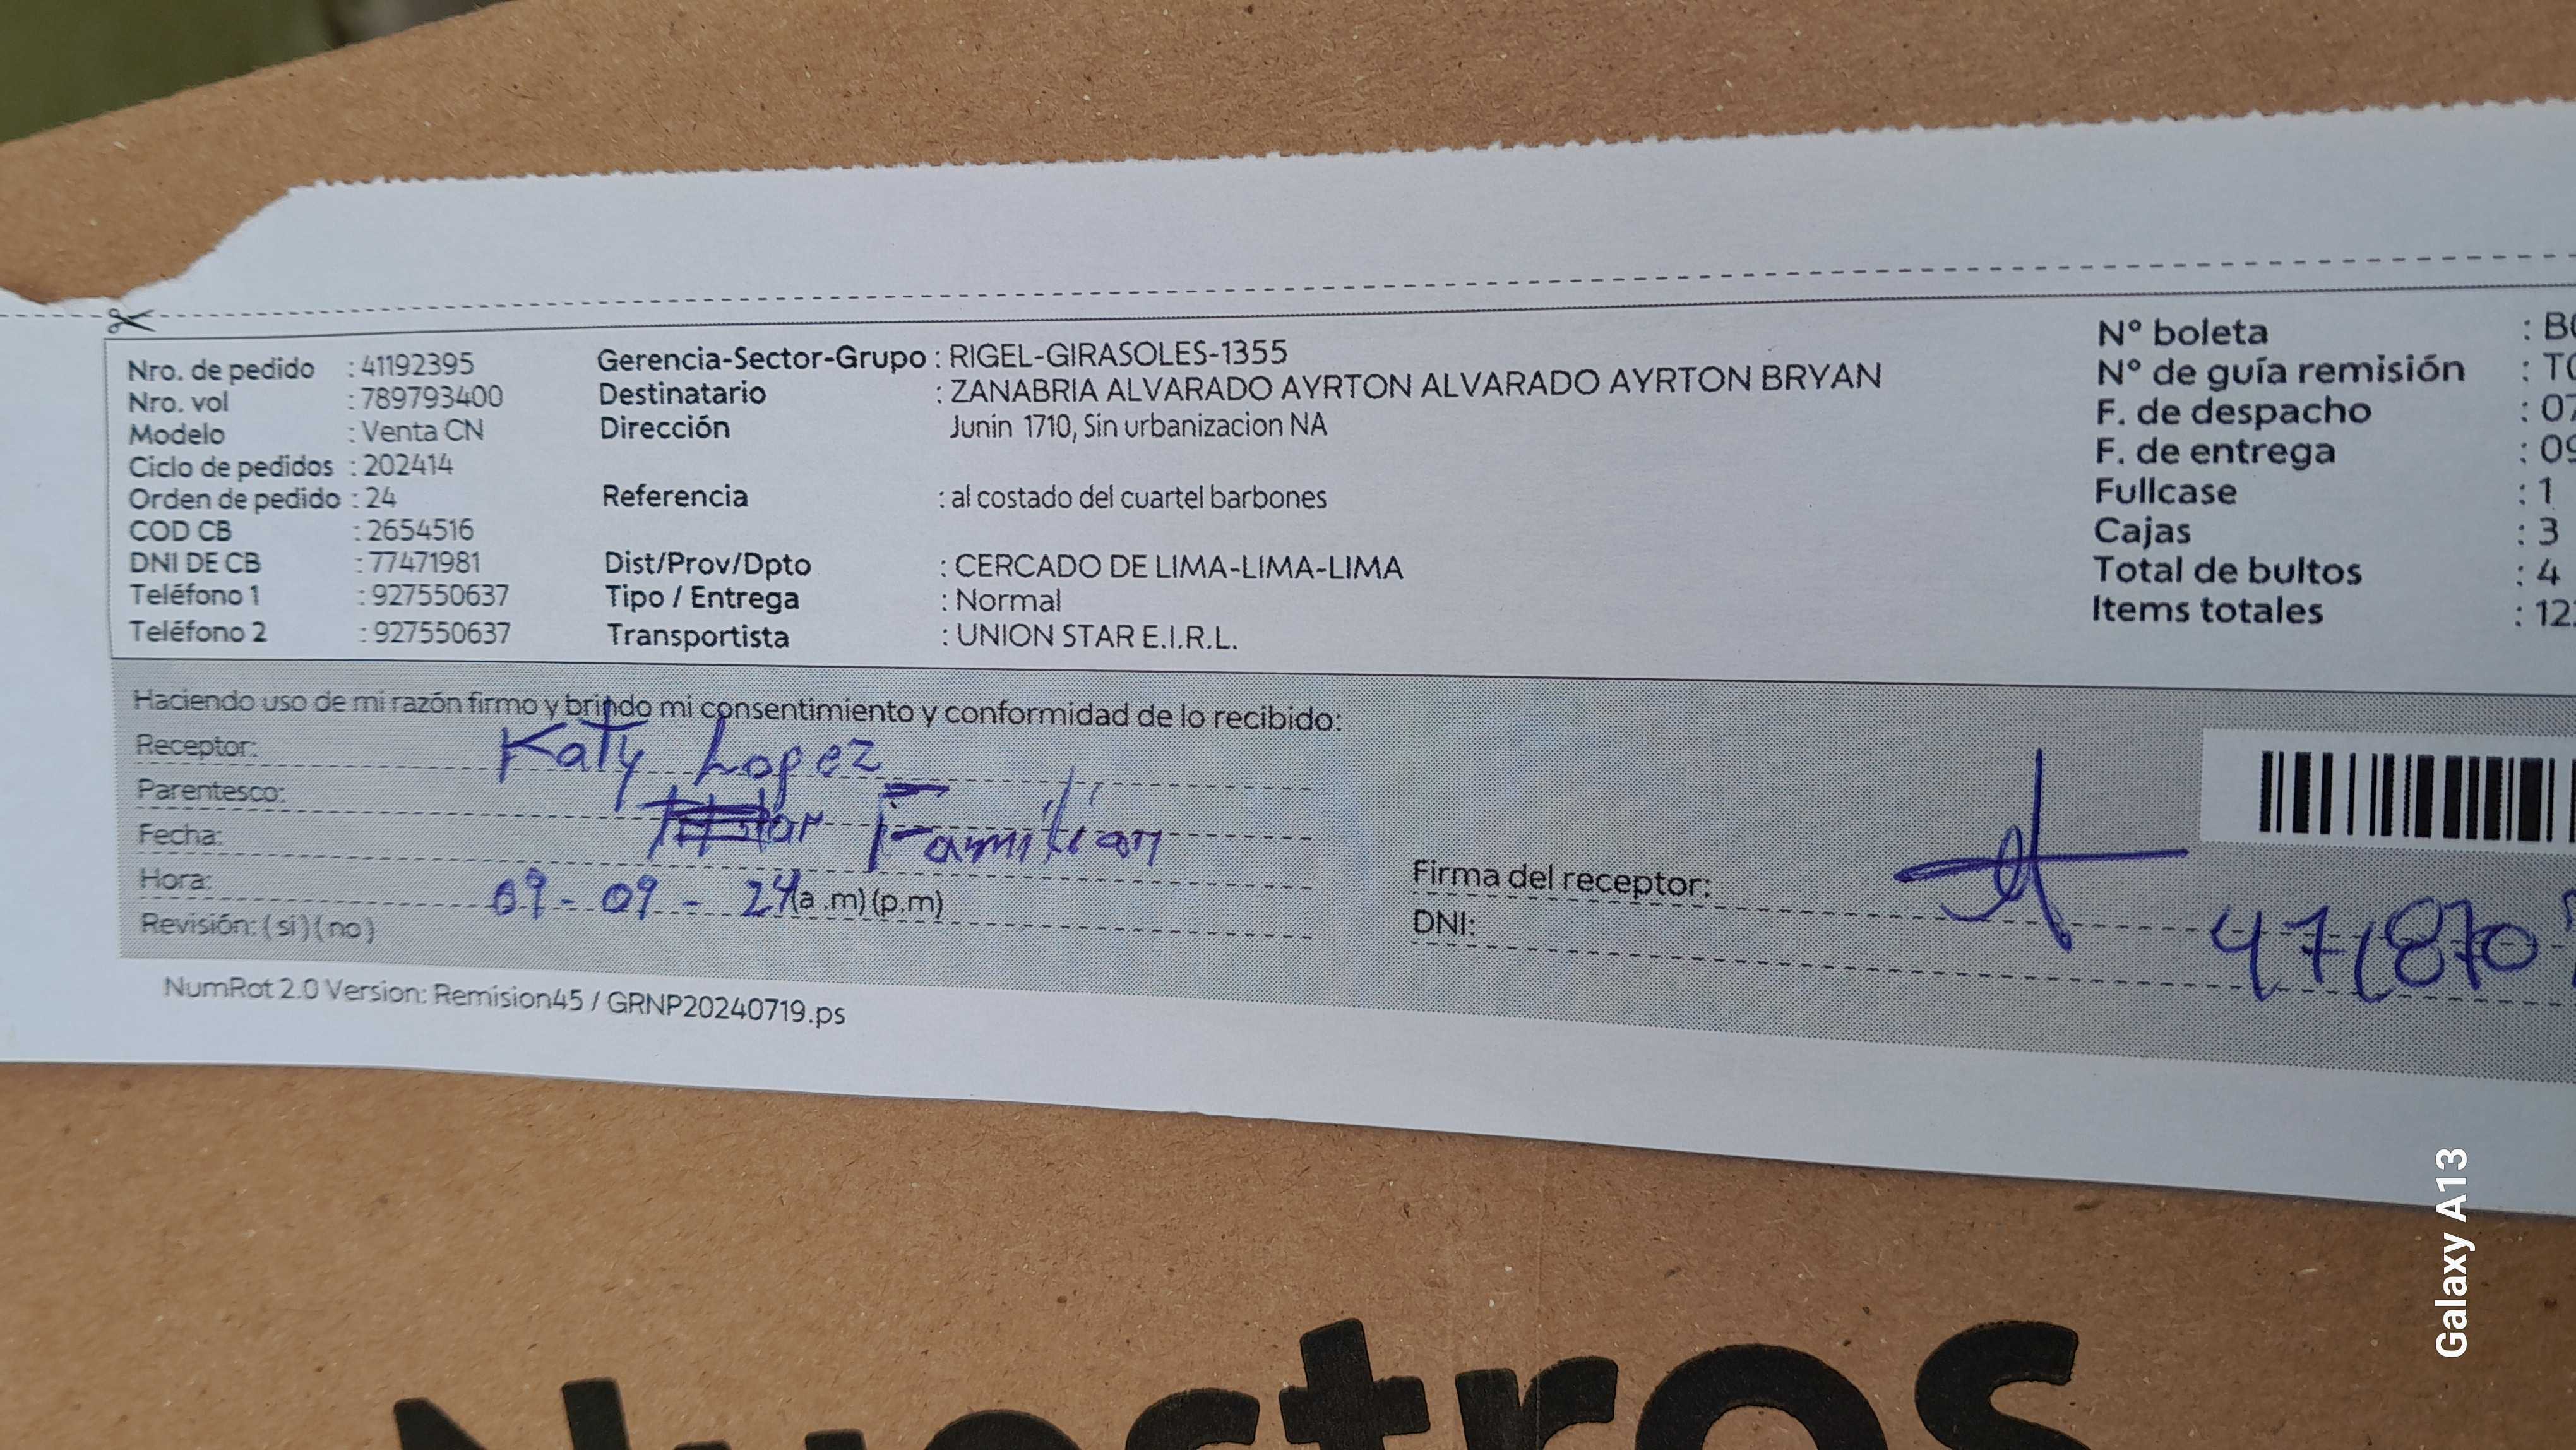 Nro. de pedido : 41192395
Nro. vol : 789793400
Modelo : Venta CN
Ciclo de pedidos : 202414
Orden de pedido : 24
COD CB : 2654516
DNI DE CB : 77471981
Teléfono 1 : 927550637
Teléfono 2 : 927550637
Gerencia-Sector-Grupo : RIGEL-GIRASOLES-1355
Destinatario : ZANABRIA ALVARADO AYRTON ALVARADO AYRTON BRYAN
Dirección Junin 1710, Sin urbanizacion NA
Referencia : al costado del cuartel barbones
Dist/Prov/Dpto : CERCADO DE LIMA-LIMA-LIMA
Tipo / Entrega : Normal
Transportista : UNION STAR E.I.R.L.
N° boleta : B
N° de guía remisión : T
F. de despacho : 07
F. de entrega : 09
Fullcase : 1
Cajas : 3
Total de bultos : 4
Items totales : 12
Haciendo uso de mi razón firmo y brindo mi consentimiento y conformidad de lo recibido:
Receptor: Katy Lopez
Parentesco: Familiar
Fecha:
Hora: 09 - 09 - 24 (a .m) (p.m)
Revisión: ( si ) ( no )
Firma del receptor:
DNI: 471870
NumRot 2.0 Version: Remision45 / GRNP20240719.ps
Nuestros
Galaxy A13